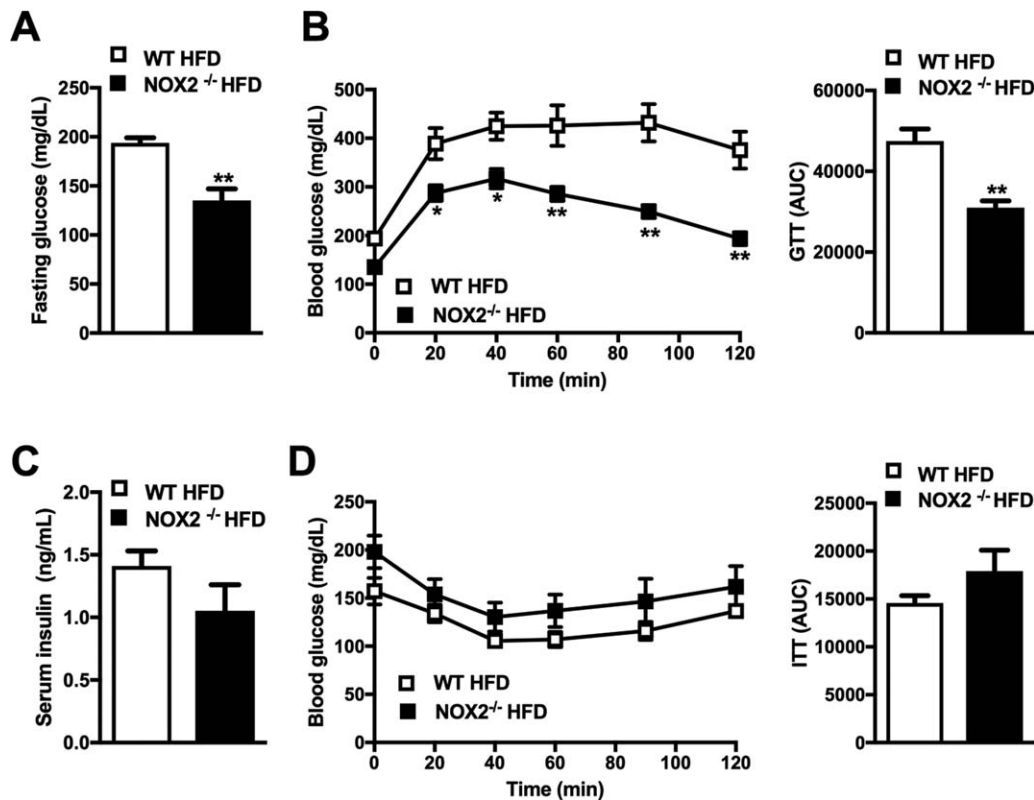 A
WT HFD
NOX2 -/- HFD
Fasting glucose (mg/dL)
250
200
150
100
50
0
**
B
Blood glucose (mg/dL)
500
400
300
200
100
0
* * ** ** **
WT HFD
NOX2-/- HFD
0 20 40 60 80 100 120
Time (min)
WT HFD
NOX2 -/- HFD
GTT (AUC)
60000
40000
20000
0
**
C
WT HFD
NOX2 -/- HFD
Serum insulin (ng/mL)
2.0
1.5
1.0
0.5
0.0
D
Blood glucose (mg/dL)
250
200
150
100
50
0
WT HFD
NOX2-/- HFD
0 20 40 60 80 100 120
Time (min)
WT HFD
NOX2 -/- HFD
ITT (AUC)
25000
20000
15000
10000
5000
0